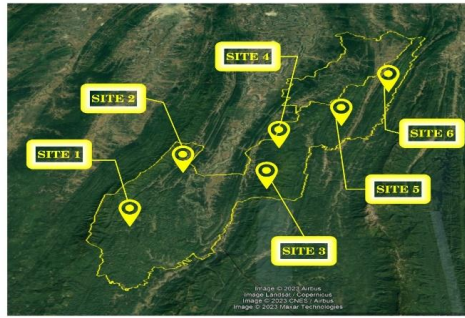 SITE 4
SITE 2
SITE 6
SITE 1
SITE 5
SITE 3
Image © 2023 Airbus
Image Landsat / Copernicus
Image © 2023 CNES / Airbus
Image © 2023 Maxar Technologies